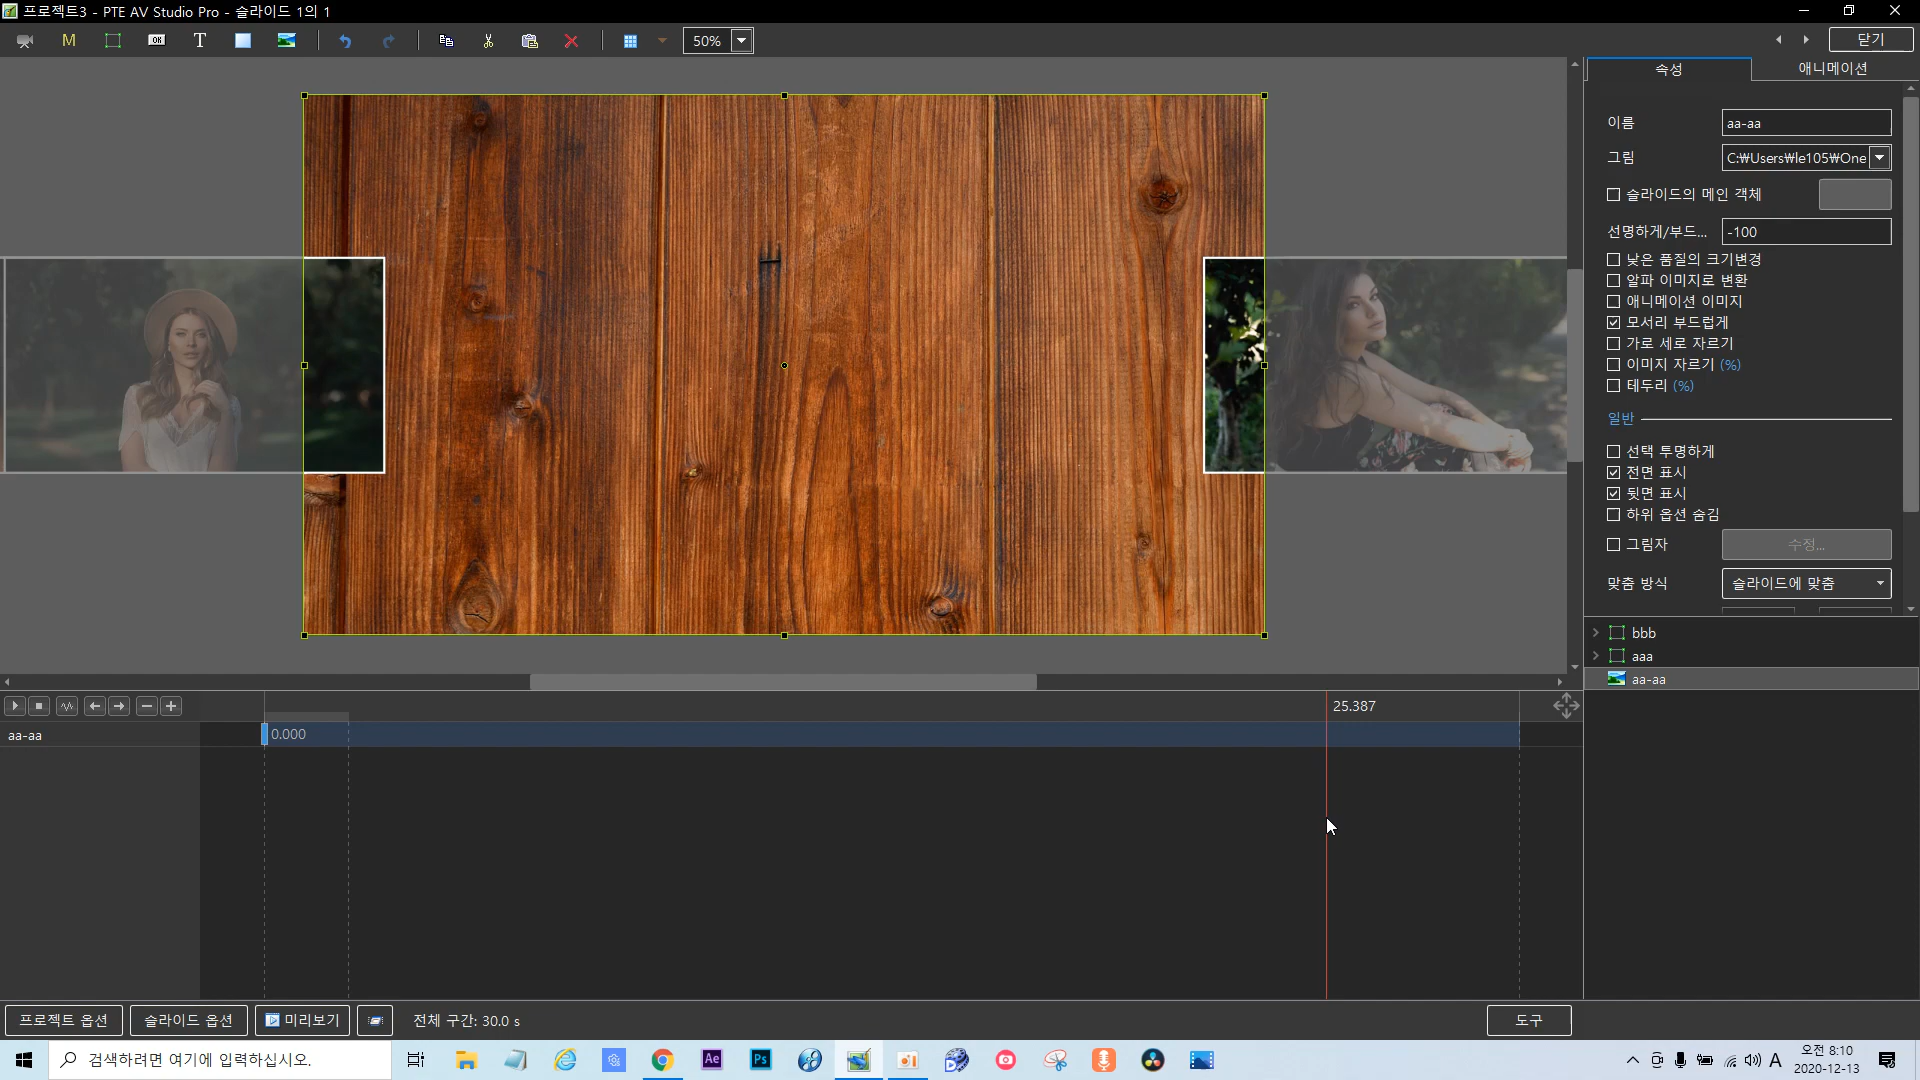 프로젝트3 - PTE AV Studio Pro - 슬라이드 1의 1
M
OK
T
50%
닫기
속성
애니메이션
이름
aa-aa
그림
C:₩Users₩le105₩One
슬라이드의 메인 객체
선명하게/부드...
-100
낮은 품질의 크기변경
알파 이미지로 변환
애니메이션 이미지
모서리 부드럽게
가로 세로 자르기
이미지 자르기 (%)
테두리 (%)
일반
선택 투명하게
전면 표시
뒷면 표시
하위 옵션 숨김
그림자
수정...
맞춤 방식
슬라이드에 맞춤
bbb
aaa
aa-aa
25.387
aa-aa
0.000
프로젝트 옵션
슬라이드 옵션
미리보기
전체 구간: 30.0 s
도구
검색하려면 여기에 입력하십시오.
Ae
Ps
A
오전 8:10
2020-12-13